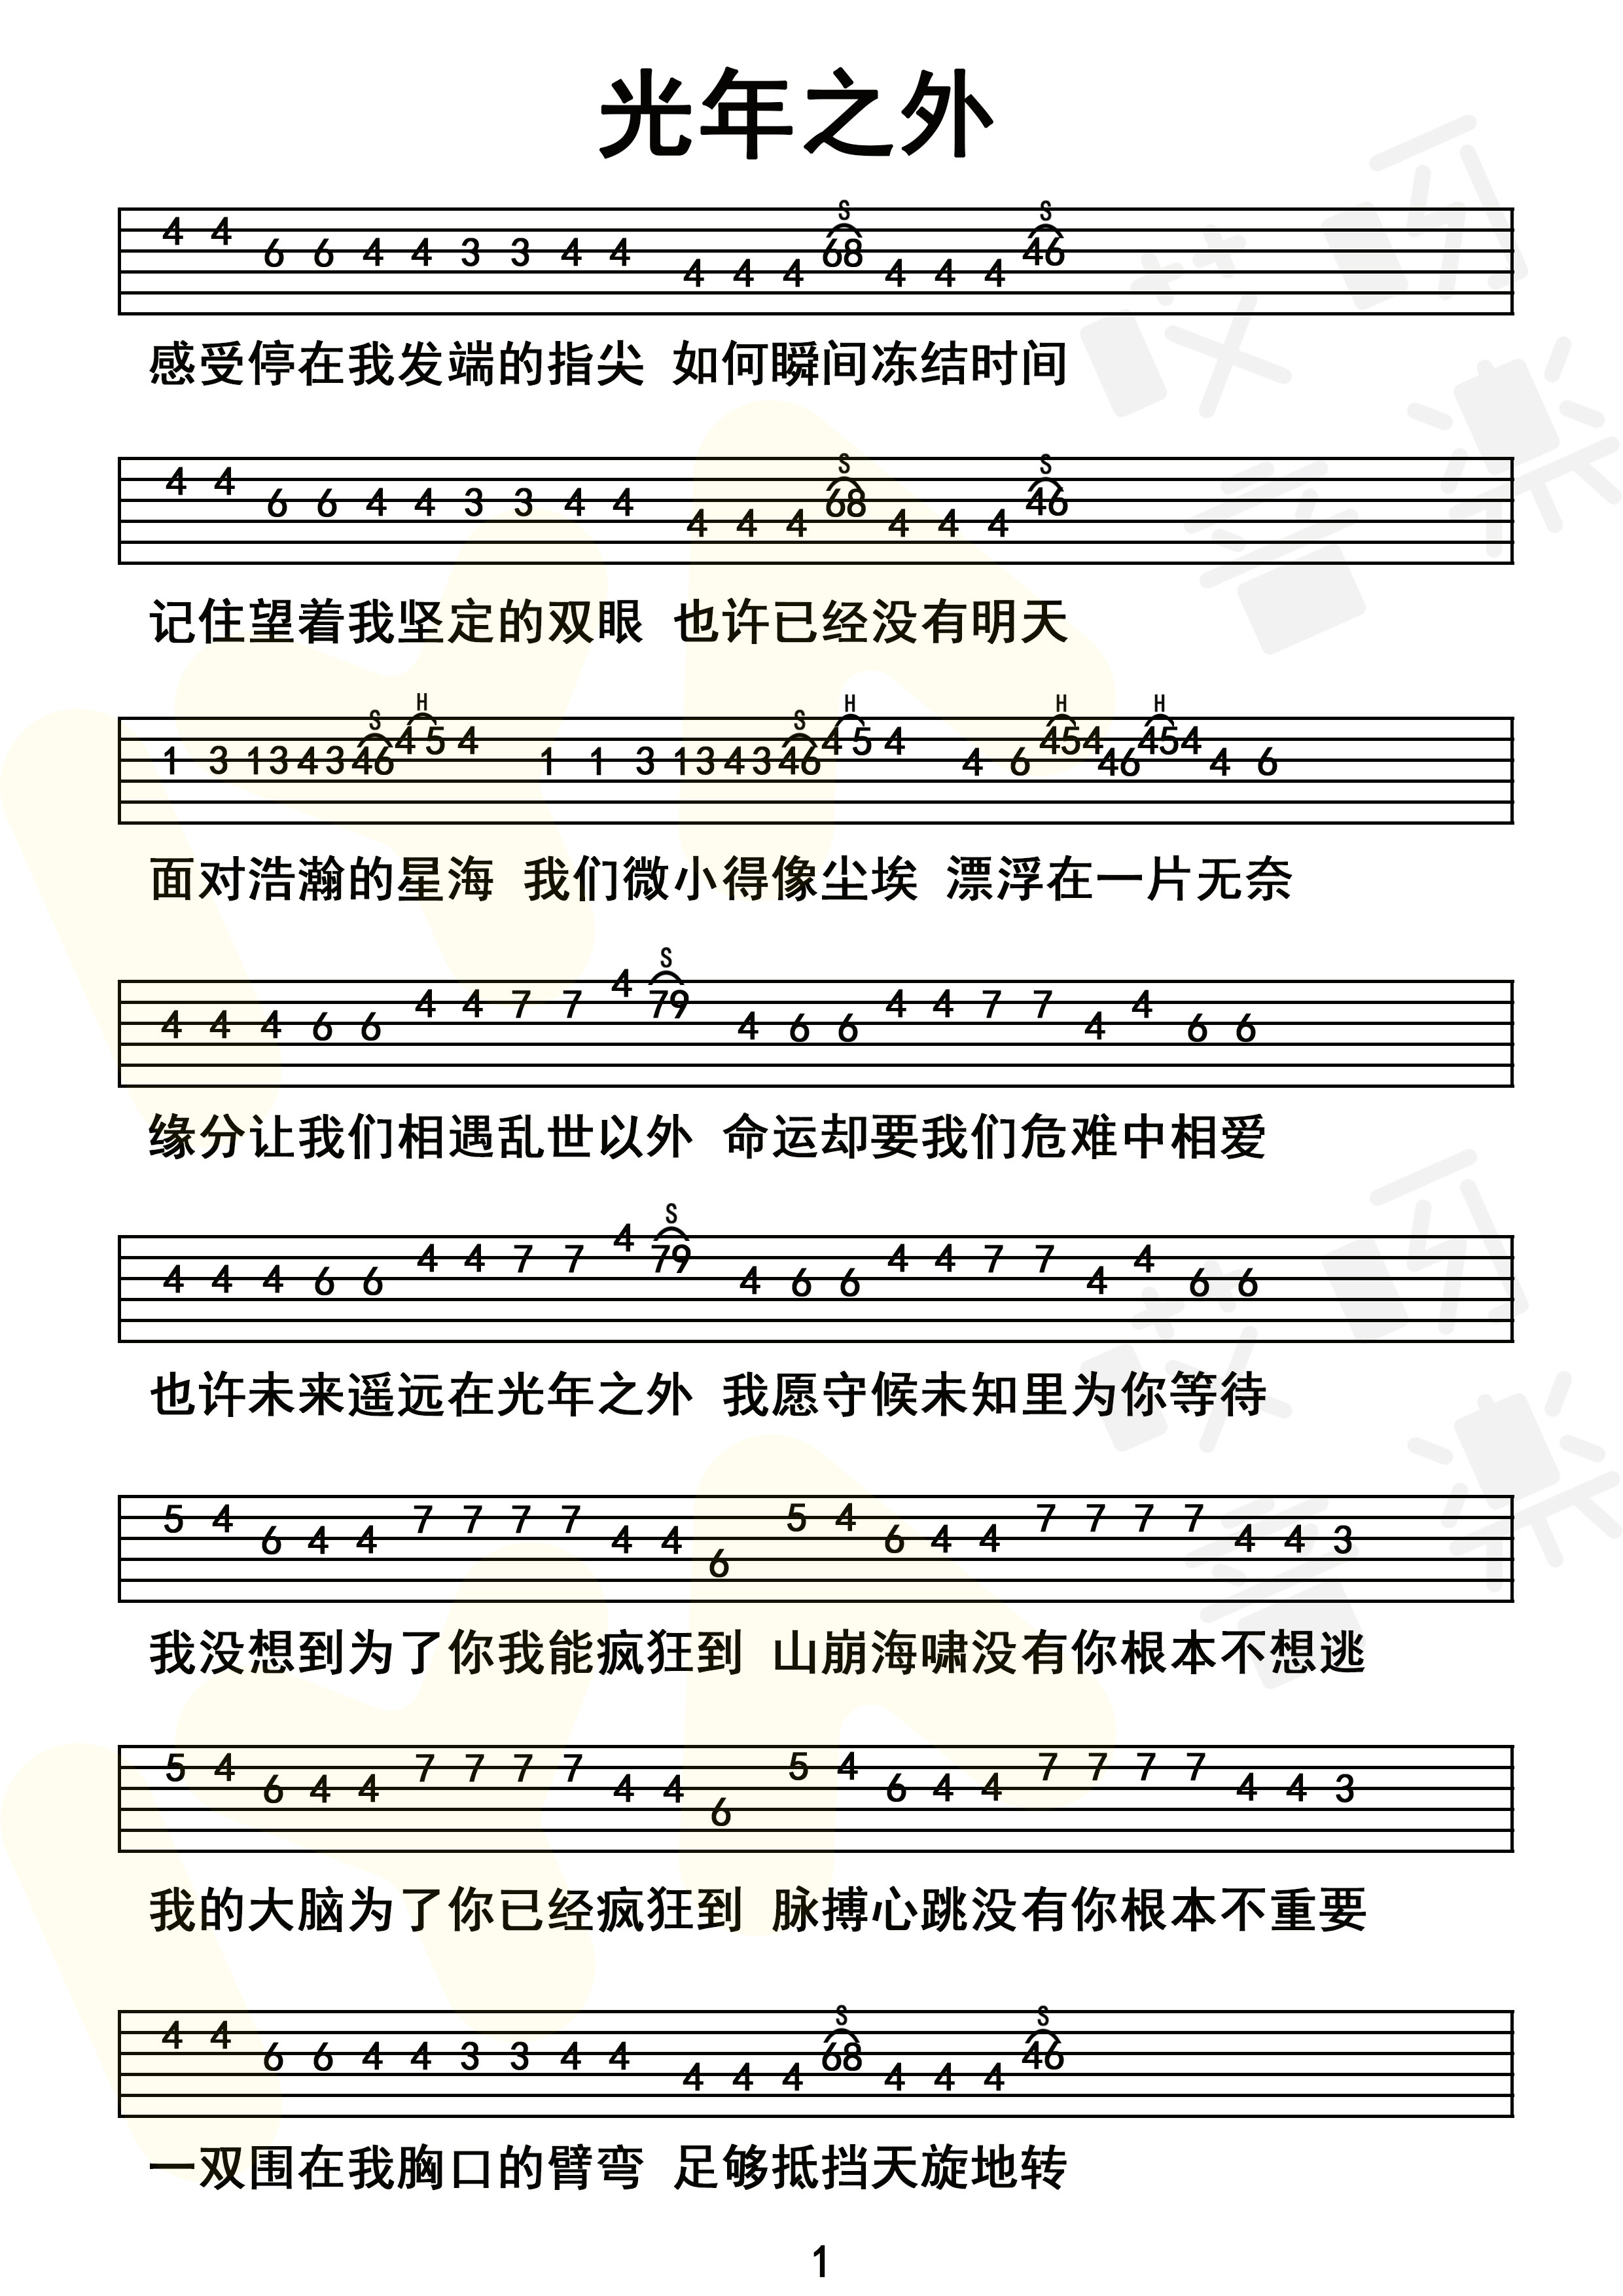 光年之外
S S
4 4 6 6 4 4 3 3 4 4 4 4 4 68 4 4 4 46
感受停在我发端的指尖 如何瞬间冻结时间
S S
4 4 6 6 4 4 3 3 4 4 4 4 4 68 4 4 4 46
记住望着我坚定的双眼 也许已经没有明天
S H S H H H
1 3 13 4 3 46 4 5 4 1 1 3 13 4 3 46 4 5 4 4 6 454 46 454 4 6
面对浩瀚的星海 我们微小得像尘埃 漂浮在一片无奈
S
4 4 4 6 6 4 4 7 7 4 79 4 6 6 4 4 7 7 4 4 6 6
缘分让我们相遇乱世以外 命运却要我们危难中相爱
S
4 4 4 6 6 4 4 7 7 4 79 4 6 6 4 4 7 7 4 4 6 6
也许未来遥远在光年之外 我愿守候未知里为你等待
5 4 6 4 4 7 7 7 7 4 4 6 5 4 6 4 4 7 7 7 7 4 4 3
我没想到为了你我能疯狂到 山崩海啸没有你根本不想逃
5 4 6 4 4 7 7 7 7 4 4 6 5 4 6 4 4 7 7 7 7 4 4 3
我的大脑为了你已经疯狂到 脉搏心跳没有你根本不重要
S S
4 4 6 6 4 4 3 3 4 4 4 4 4 68 4 4 4 46
一双围在我胸口的臂弯 足够抵挡天旋地转
1